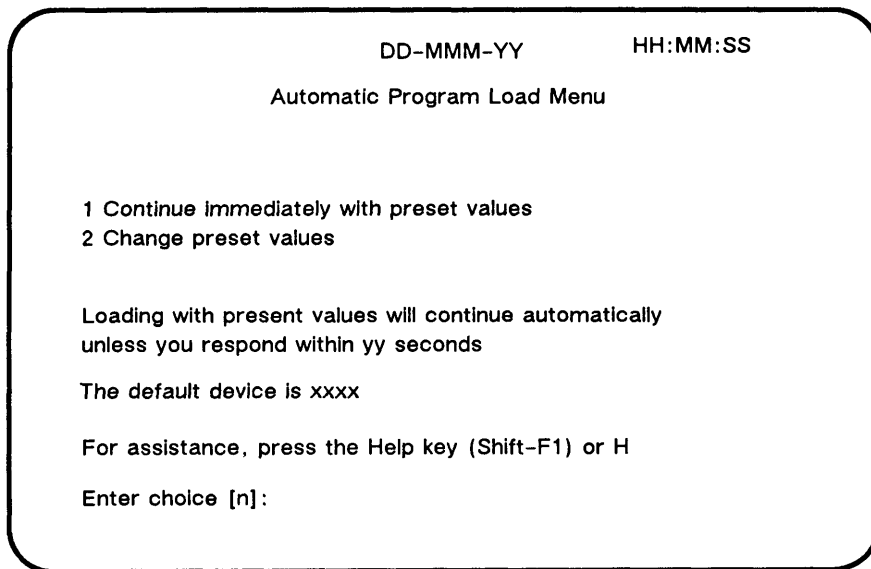 DD-MMM-YY HH:MM:SS
Automatic Program Load Menu
1 Continue immediately with preset values
2 Change preset values
Loading with present values will continue automatically
unless you respond within yy seconds
The default device is xxxx
For assistance, press the Help key (Shift-F1) or H
Enter choice [n]: